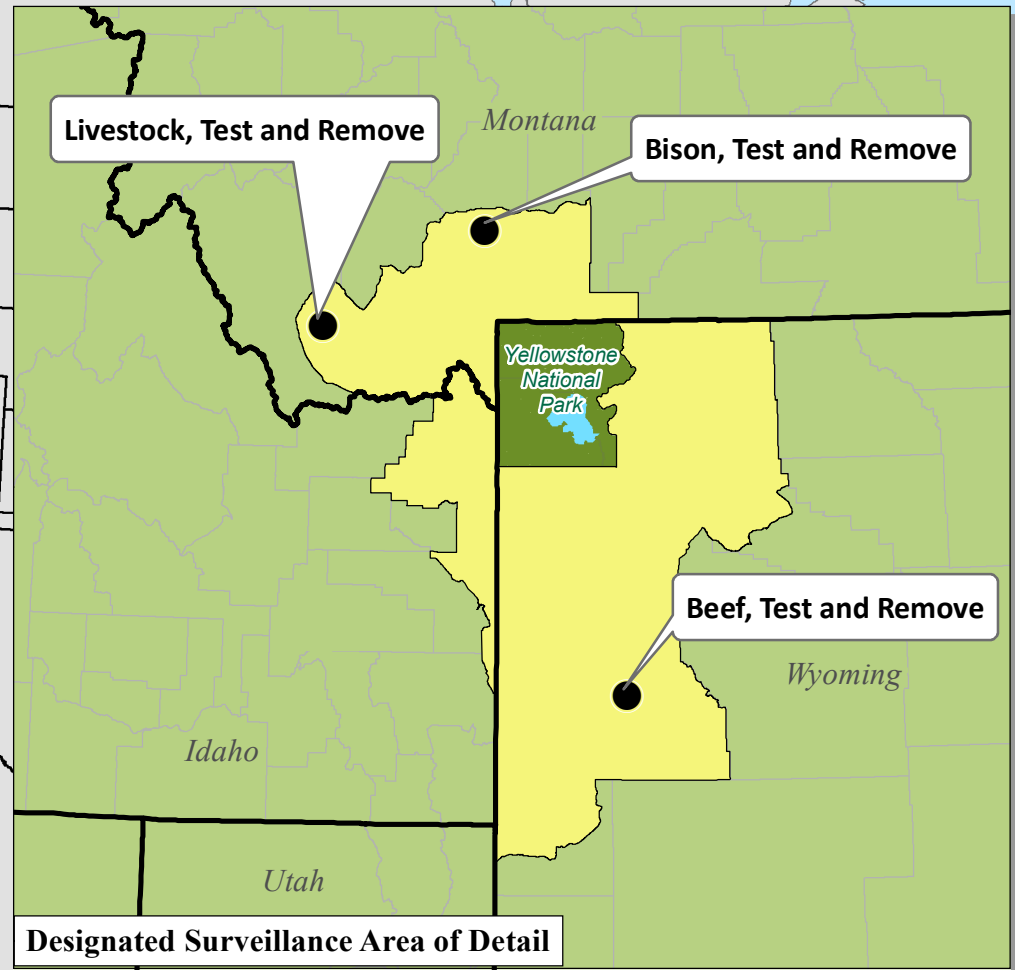 Montana
Livestock, Test and Remove
Bison, Test and Remove
Yellowstone
National
Park
Beef, Test and Remove
Wyoming
Idaho
Utah
Designated Surveillance Area of Detail